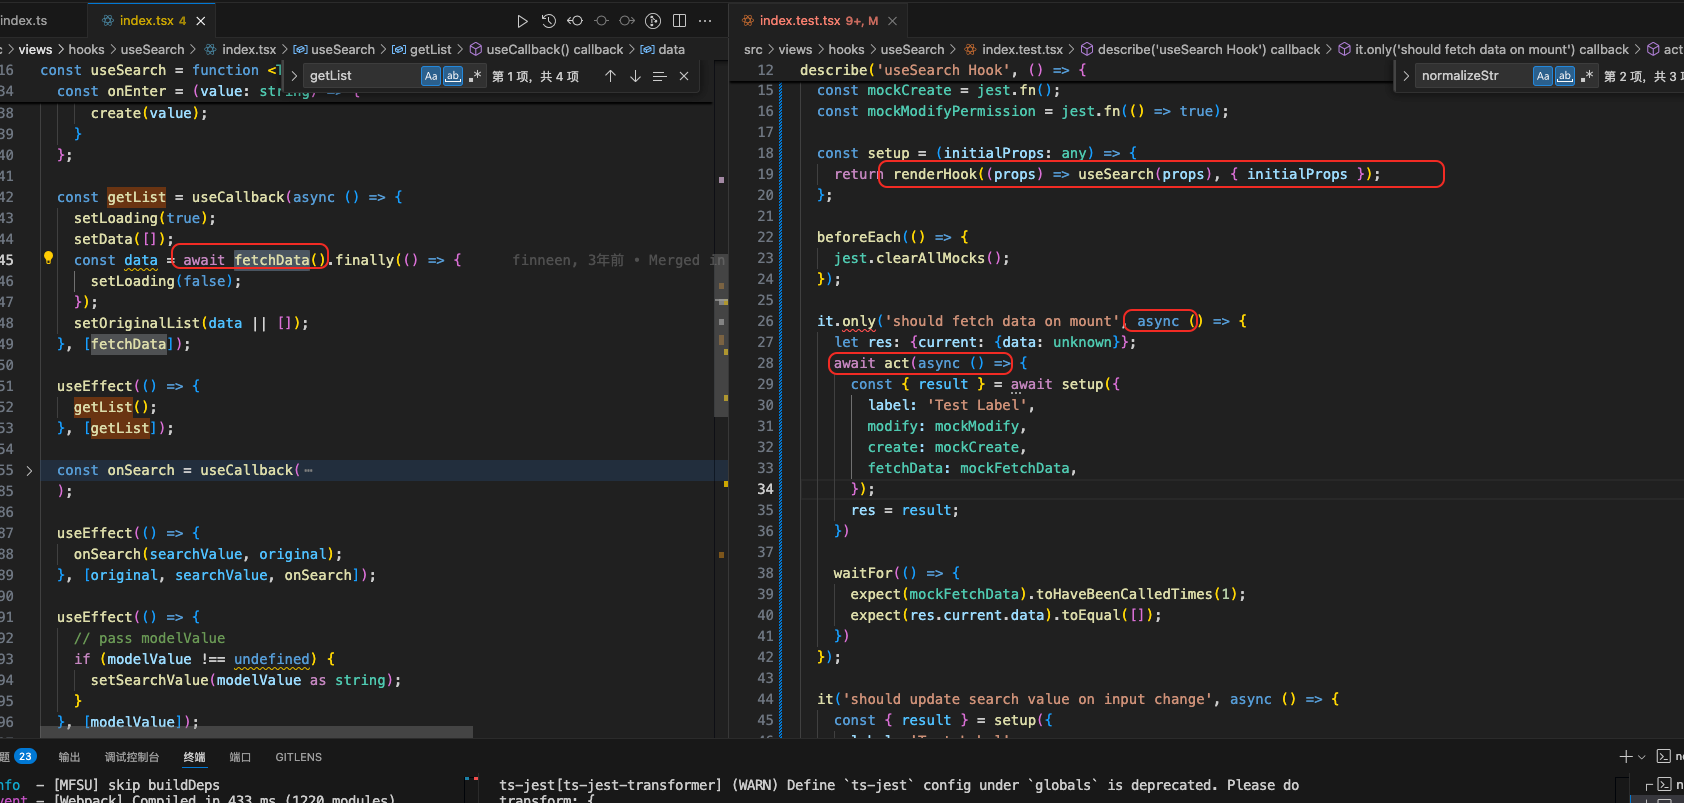 index.ts
index.tsx 4
c > views > hooks > useSearch > index.tsx > useSearch > getList > useCallback() callback > data
getList
Aa
ab
.*
第 1 项，共 4 项
16 const useSearch = function <
34 const onEnter = (value: string) => {
38 create(value);
39 }
40 };
41
42 const getList = useCallback(async () => {
43 setLoading(true);
44 setData([]);
45 const data = await fetchData().finally(() => { finneen, 3年前 • Merged in
46 setLoading(false);
47 });
48 setOriginalList(data || []);
49 }, [fetchData]);
50
51 useEffect(() => {
52 getList();
53 }, [getList]);
54
55 const onSearch = useCallback( ⋯
85 );
86
87 useEffect(() => {
88 onSearch(searchValue, original);
89 }, [original, searchValue, onSearch]);
90
91 useEffect(() => {
92 // pass modelValue
93 if (modelValue !== undefined) {
94 setSearchValue(modelValue as string);
95 }
96 }, [modelValue]);
index.test.tsx 9+, M
src > views > hooks > useSearch > index.test.tsx > describe('useSearch Hook') callback > it.only('should fetch data on mount') callback > act
normalizeStr
Aa
ab
.*
第 2 项，共 3 项
12 describe('useSearch Hook', () => {
15 const mockCreate = jest.fn();
16 const mockModifyPermission = jest.fn(() => true);
17
18 const setup = (initialProps: any) => {
19 return renderHook((props) => useSearch(props), { initialProps });
20 };
21
22 beforeEach(() => {
23 jest.clearAllMocks();
24 });
25
26 it.only('should fetch data on mount', async () => {
27 let res: {current: {data: unknown}};
28 await act(async () => {
29 const { result } = await setup({
30 label: 'Test Label',
31 modify: mockModify,
32 create: mockCreate,
33 fetchData: mockFetchData,
34 });
35 res = result;
36 })
37
38 waitFor(() => {
39 expect(mockFetchData).toHaveBeenCalledTimes(1);
40 expect(res.current.data).toEqual([]);
41 })
42 });
43
44 it('should update search value on input change', async () => {
45 const { result } = setup({
题 23 输出 调试控制台 终端 端口 GITLENS
nfo - [MFSU] skip buildDeps
vent - [Webpack] Compiled in 433 ms (1220 modules)
ts-jest[ts-jest-transformer] (WARN) Define `ts-jest` config under `globals` is deprecated. Please do
transform: {